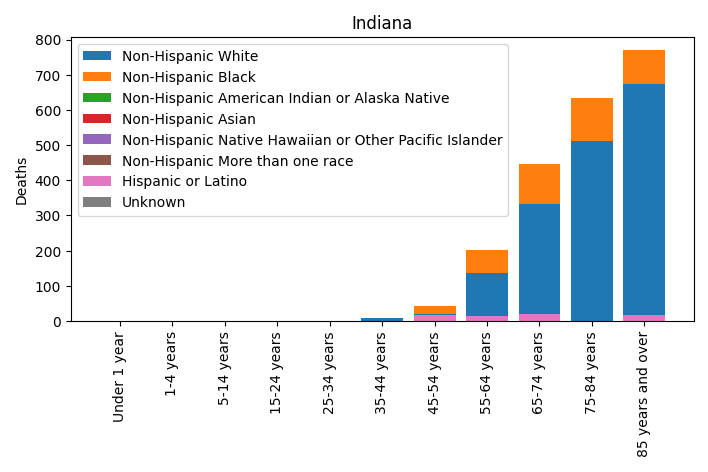 Indiana
Deaths
800
700
600
500
400
300
200
100
0
Non-Hispanic White
Non-Hispanic Black
Non-Hispanic American Indian or Alaska Native
Non-Hispanic Asian
Non-Hispanic Native Hawaiian or Other Pacific Islander
Non-Hispanic More than one race
Hispanic or Latino
Unknown
Under 1 year
1-4 years
5-14 years
15-24 years
25-34 years
35-44 years
45-54 years
55-64 years
65-74 years
75-84 years
85 years and over